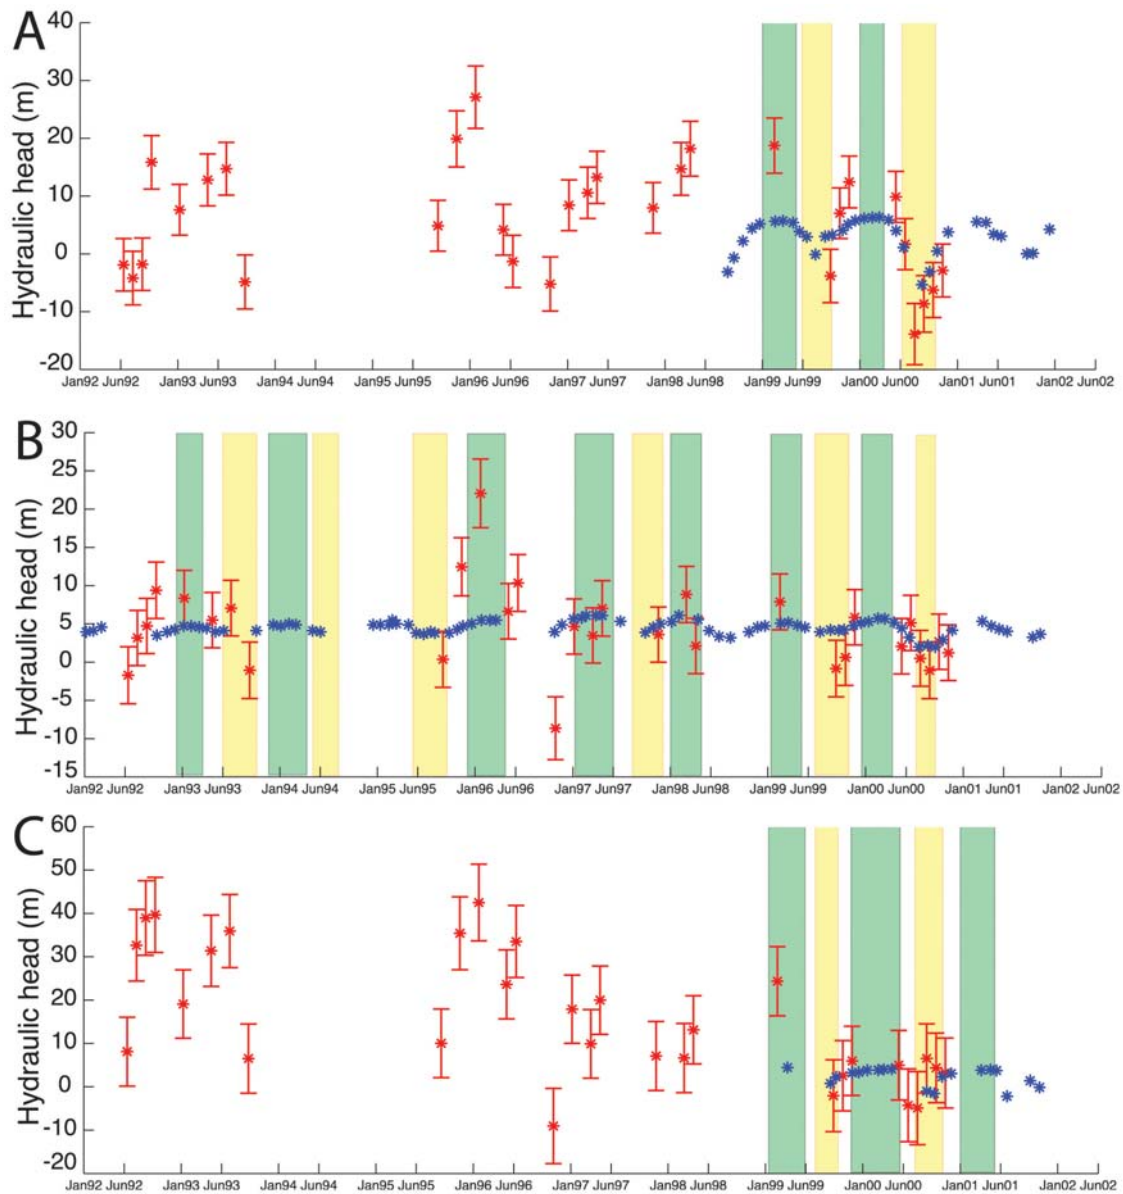 A
Hydraulic head (m)
40
30
20
10
0
-10
-20
Jan92 Jun92 Jan93 Jun93 Jan94 Jun94 Jan95 Jun95 Jan96 Jun96 Jan97 Jun97 Jan98 Jun98 Jan99 Jun99 Jan00 Jun00 Jan01 Jun01 Jan02 Jun02
B
Hydraulic head (m)
30
25
20
15
10
5
0
-5
-10
-15
Jan92 Jun92 Jan93 Jun93 Jan94 Jun94 Jan95 Jun95 Jan96 Jun96 Jan97 Jun97 Jan98 Jun98 Jan99 Jun99 Jan00 Jun00 Jan01 Jun01 Jan02 Jun02
C
Hydraulic head (m)
60
50
40
30
20
10
0
-10
-20
Jan92 Jun92 Jan93 Jun93 Jan94 Jun94 Jan95 Jun95 Jan96 Jun96 Jan97 Jun97 Jan98 Jun98 Jan99 Jun99 Jan00 Jun00 Jan01 Jun01 Jan02 Jun02